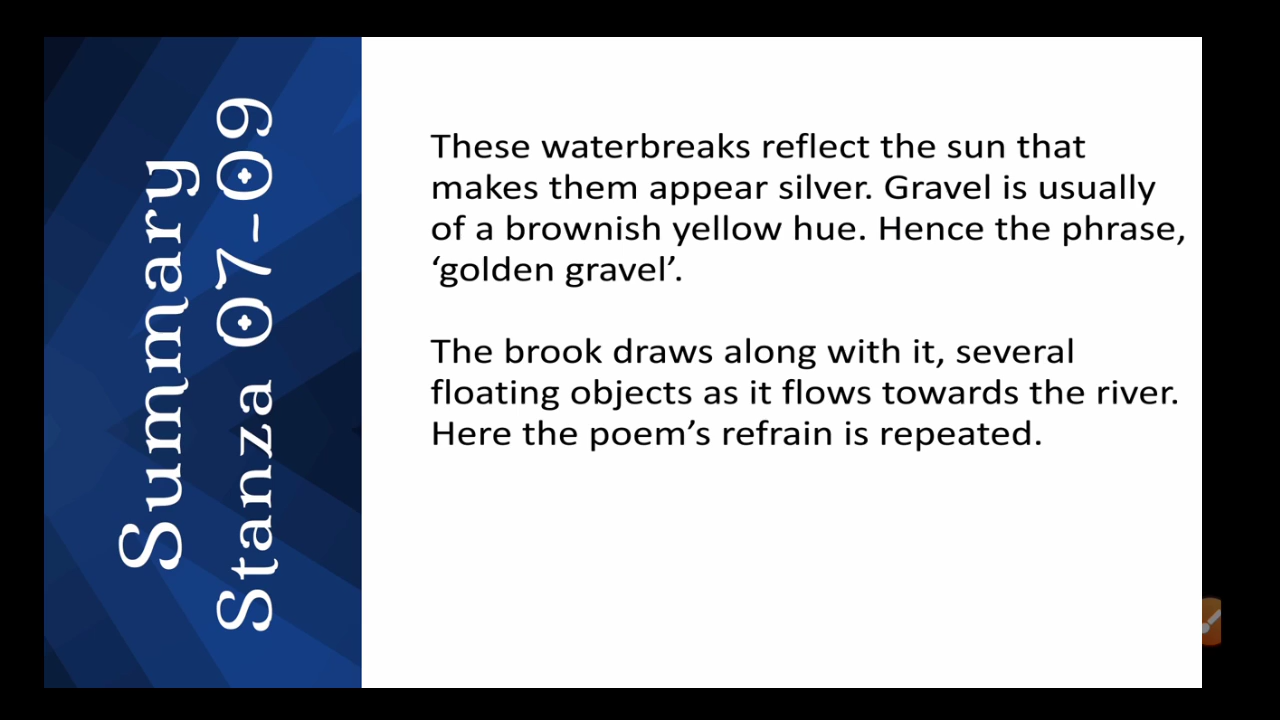 Summary
Stanza 07-09
These waterbreaks reflect the sun that
makes them appear silver. Gravel is usually
of a brownish yellow hue. Hence the phrase,
‘golden gravel’.
The brook draws along with it, several
floating objects as it flows towards the river.
Here the poem’s refrain is repeated.